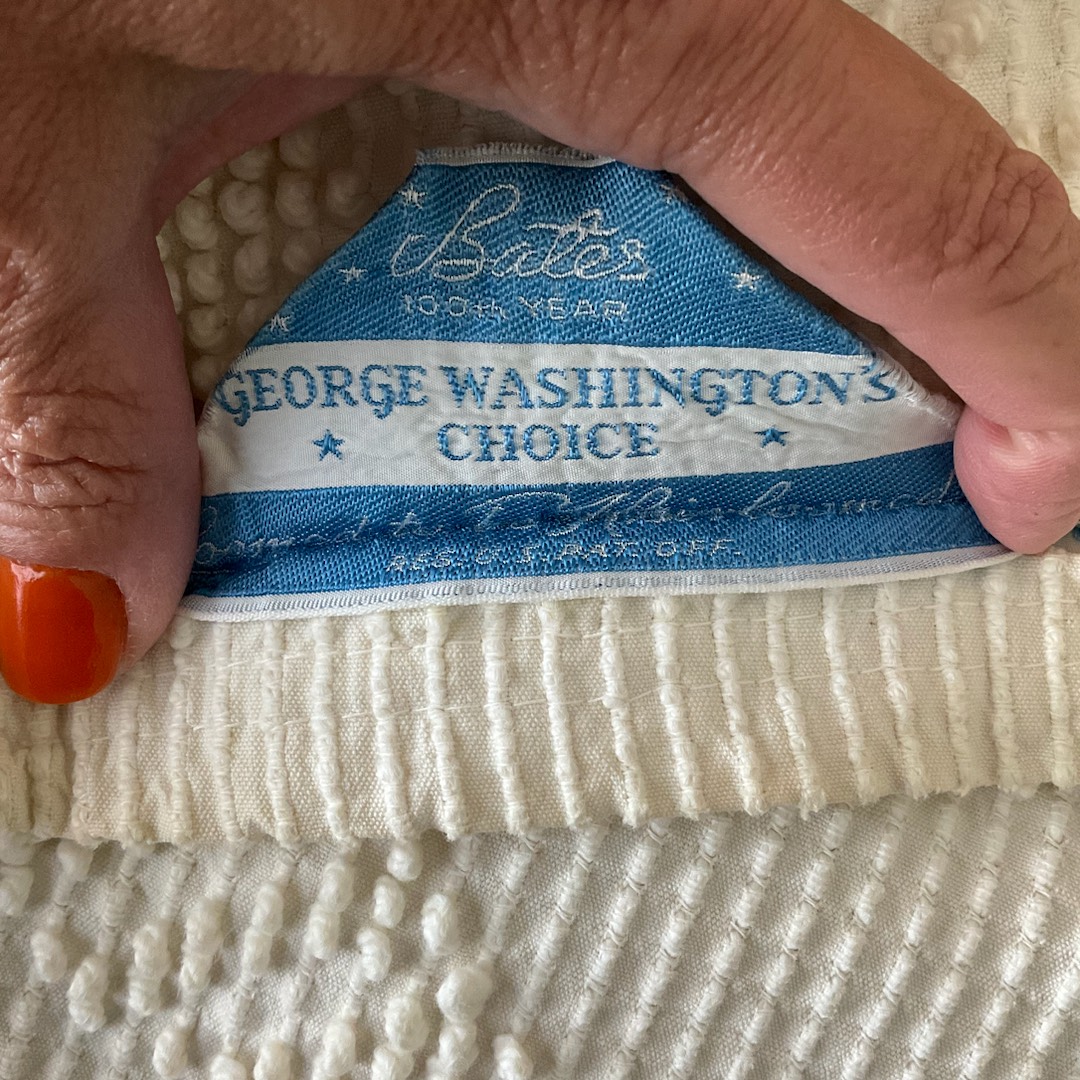 Bates
100th YEAR
GEORGE WASHINGTON'S
CHOICE
REG. U.S. PAT. OFF.